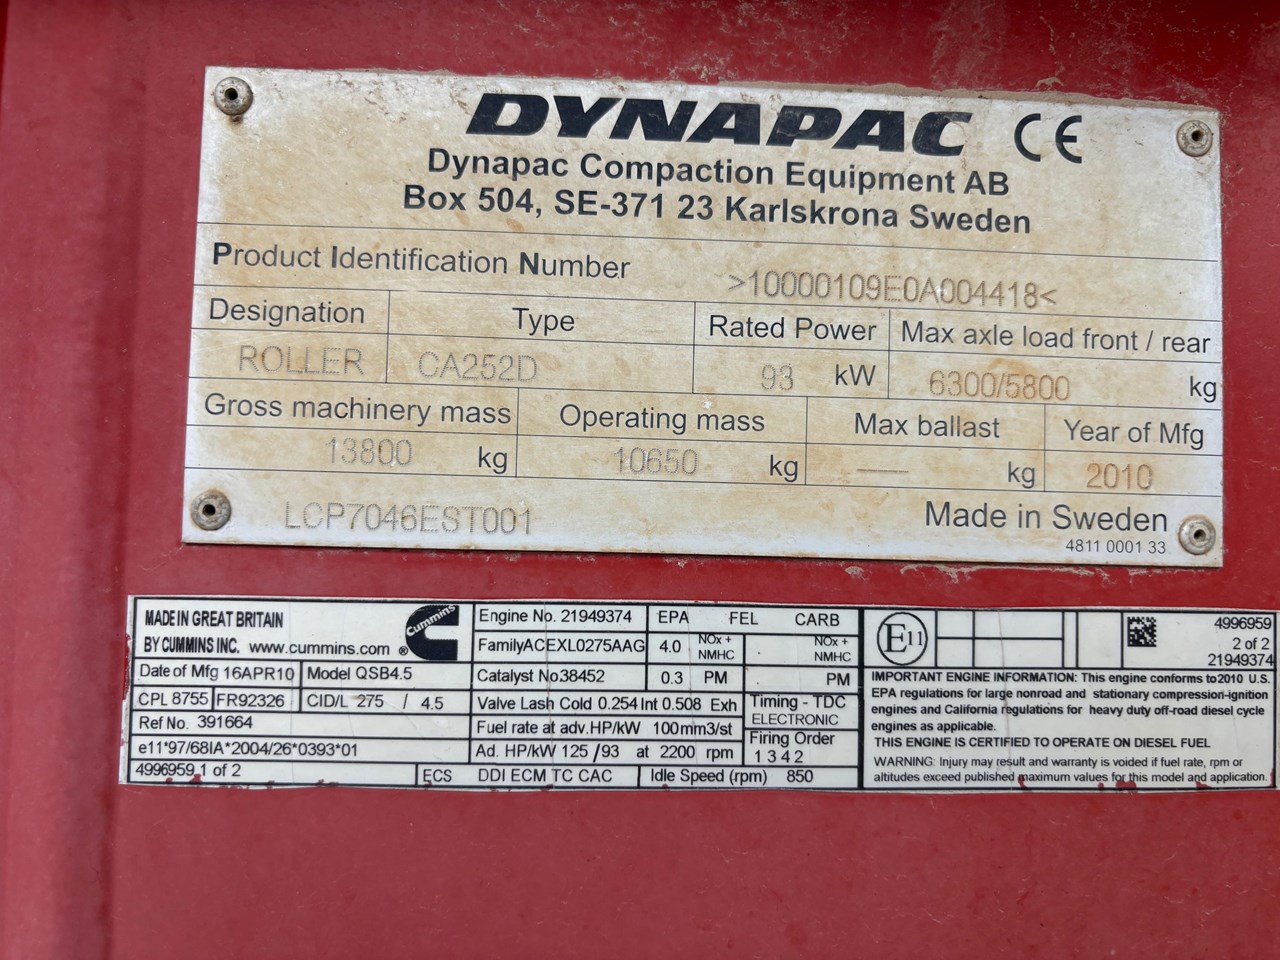 DYNAPAC CE
Dynapac Compaction Equipment AB
Box 504, SE-371 23 Karlskrona Sweden
Product Identification Number >10000109E0A004418<
Designation Type Rated Power Max axle load front / rear
ROLLER CA252D 93 kW 6300/5800 kg
Gross machinery mass Operating mass Max ballast Year of Mfg
13800 kg 10650 kg —— kg 2010
LCP7046EST001 Made in Sweden
4811 0001 33
MADE IN GREAT BRITAIN
BY CUMMINS INC. www.cummins.com
Cummins ®
Date of Mfg 16APR10 Model QSB4.5
CPL 8755 FR92326 CID/L 275 / 4.5
Ref No. 391664
e11*97/68IA*2004/26*0393*01
4996959 1 of 2 ECS DDI ECM TC CAC Idle Speed (rpm) 850
Engine No. 21949374 EPA FEL CARB
FamilyACEXL0275AAG 4.0 NOx + NMHC NOx + NMHC
Catalyst No38452 0.3 PM PM
Valve Lash Cold 0.254 Int 0.508 Exh Timing - TDC
Fuel rate at adv.HP/kW 100mm3/st ELECTRONIC
Ad. HP/kW 125 /93 at 2200 rpm Firing Order
1 3 4 2
E11
4996959
2 of 2
21949374
IMPORTANT ENGINE INFORMATION: This engine conforms to2010 U.S.
EPA regulations for large nonroad and stationary compression-ignition
engines and California regulations for heavy duty off-road diesel cycle
engines as applicable.
THIS ENGINE IS CERTIFIED TO OPERATE ON DIESEL FUEL
WARNING: Injury may result and warranty is voided if fuel rate, rpm or
altitudes exceed published maximum values for this model and application.